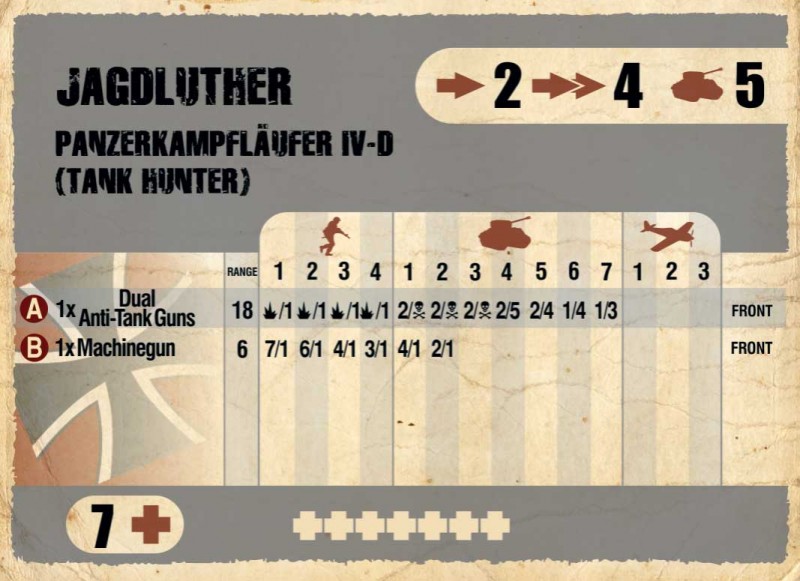 JAGDLUTHER
2 4 5
PANZERKAMPFLÄUFER IV-D
(TANK HUNTER)
RANGE 1 2 3 4 1 2 3 4 5 6 7 1 2 3
A 1x Dual Anti-Tank Guns 18 /1 /1 /1 /1 2/☠ 2/☠ 2/☠ 2/5 2/4 1/4 1/3 FRONT
B 1x Machinegun 6 7/1 6/1 4/1 3/1 4/1 2/1 FRONT
7